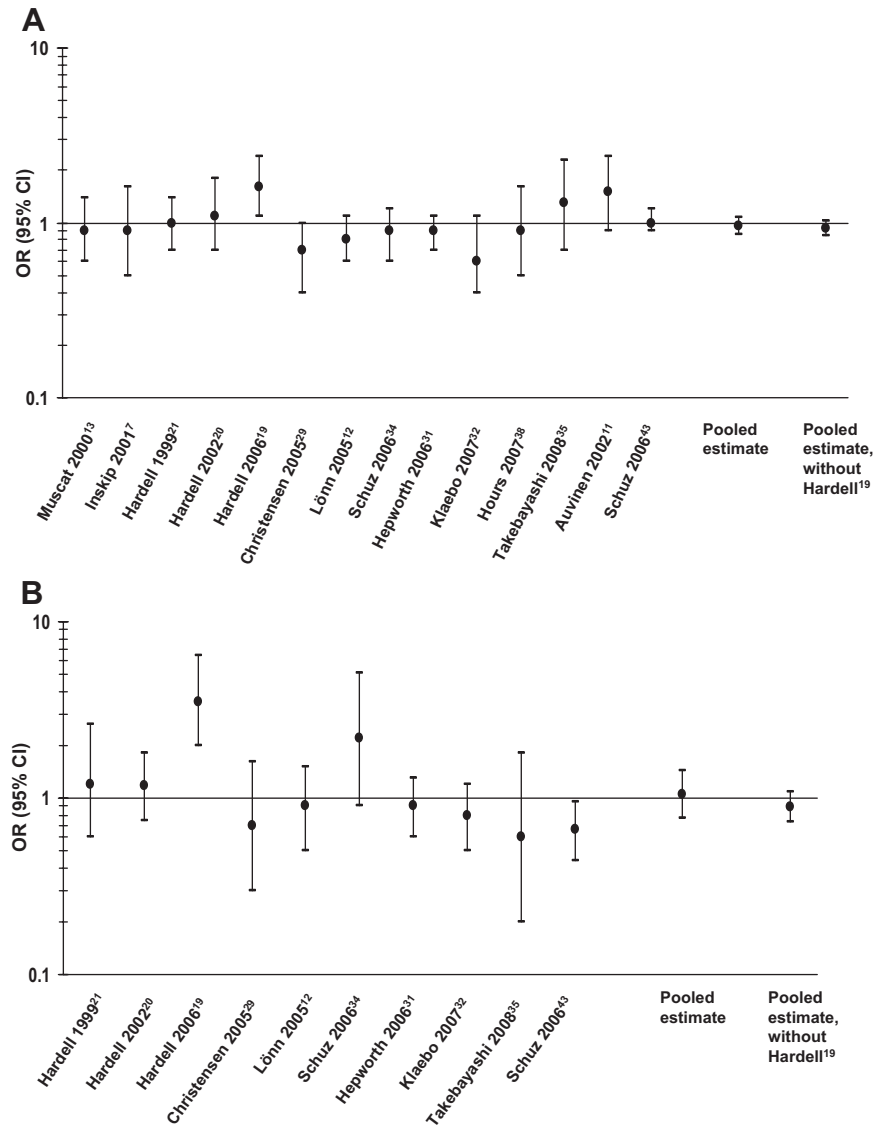 A
10
1
0.1
OR (95% CI)
Muscat 2000¹³
Inskip 2001⁷
Hardell 1999²¹
Hardell 2002²⁰
Hardell 2006¹⁹
Christensen 2005²⁹
Lönn 2005¹²
Schuz 2006³⁴
Hepworth 2006³¹
Klaebo 2007³²
Hours 2007³⁸
Takebayashi 2008³⁵
Auvinen 2002¹¹
Schuz 2006⁴³
Pooled
estimate
Pooled
estimate,
without
Hardell¹⁹
B
10
1
0.1
OR (95% CI)
Hardell 1999²¹
Hardell 2002²⁰
Hardell 2006¹⁹
Christensen 2005²⁹
Lönn 2005¹²
Schuz 2006³⁴
Hepworth 2006³¹
Klaebo 2007³²
Takebayashi 2008³⁵
Schuz 2006⁴³
Pooled
estimate
Pooled
estimate,
without
Hardell¹⁹